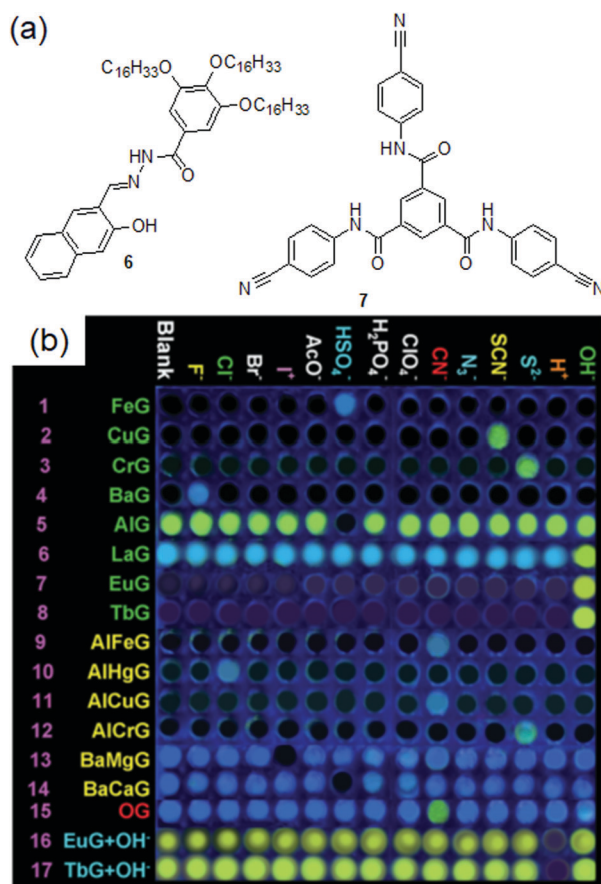 (a)
C16H33O OC16H33
OC16H33
HN
N
O
OH
6
N
HN
O
NH
O
HN
O
N
N
7
(b)
Blank F- Cl- Br- I+ AcO- HSO4- H2PO4- ClO4- CN- N3- SCN- S2- H+ OH-
1 FeG
2 CuG
3 CrG
4 BaG
5 AlG
6 LaG
7 EuG
8 TbG
9 AlFeG
10 AlHgG
11 AlCuG
12 AlCrG
13 BaMgG
14 BaCaG
15 OG
16 EuG+OH-
17 TbG+OH-